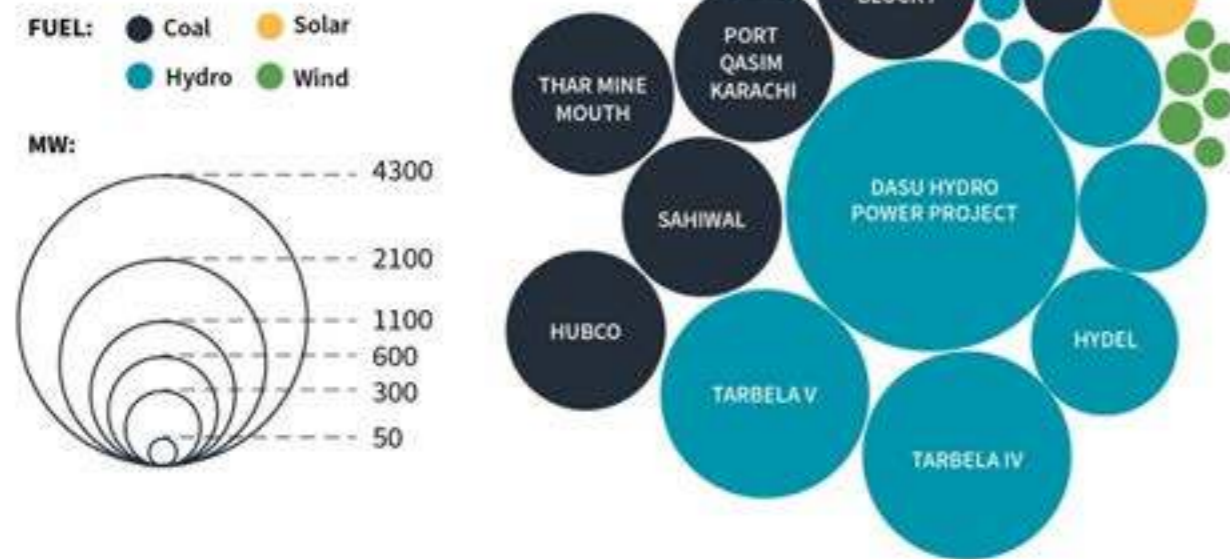 FUEL:
Coal
Solar
Hydro
Wind
MW:
4300
2100
1100
600
300
50
PORT
QASIM
KARACHI
THAR MINE
MOUTH
DASU HYDRO
POWER PROJECT
SAHIWAL
HUBCO
HYDEL
TARBELA V
TARBELA IV